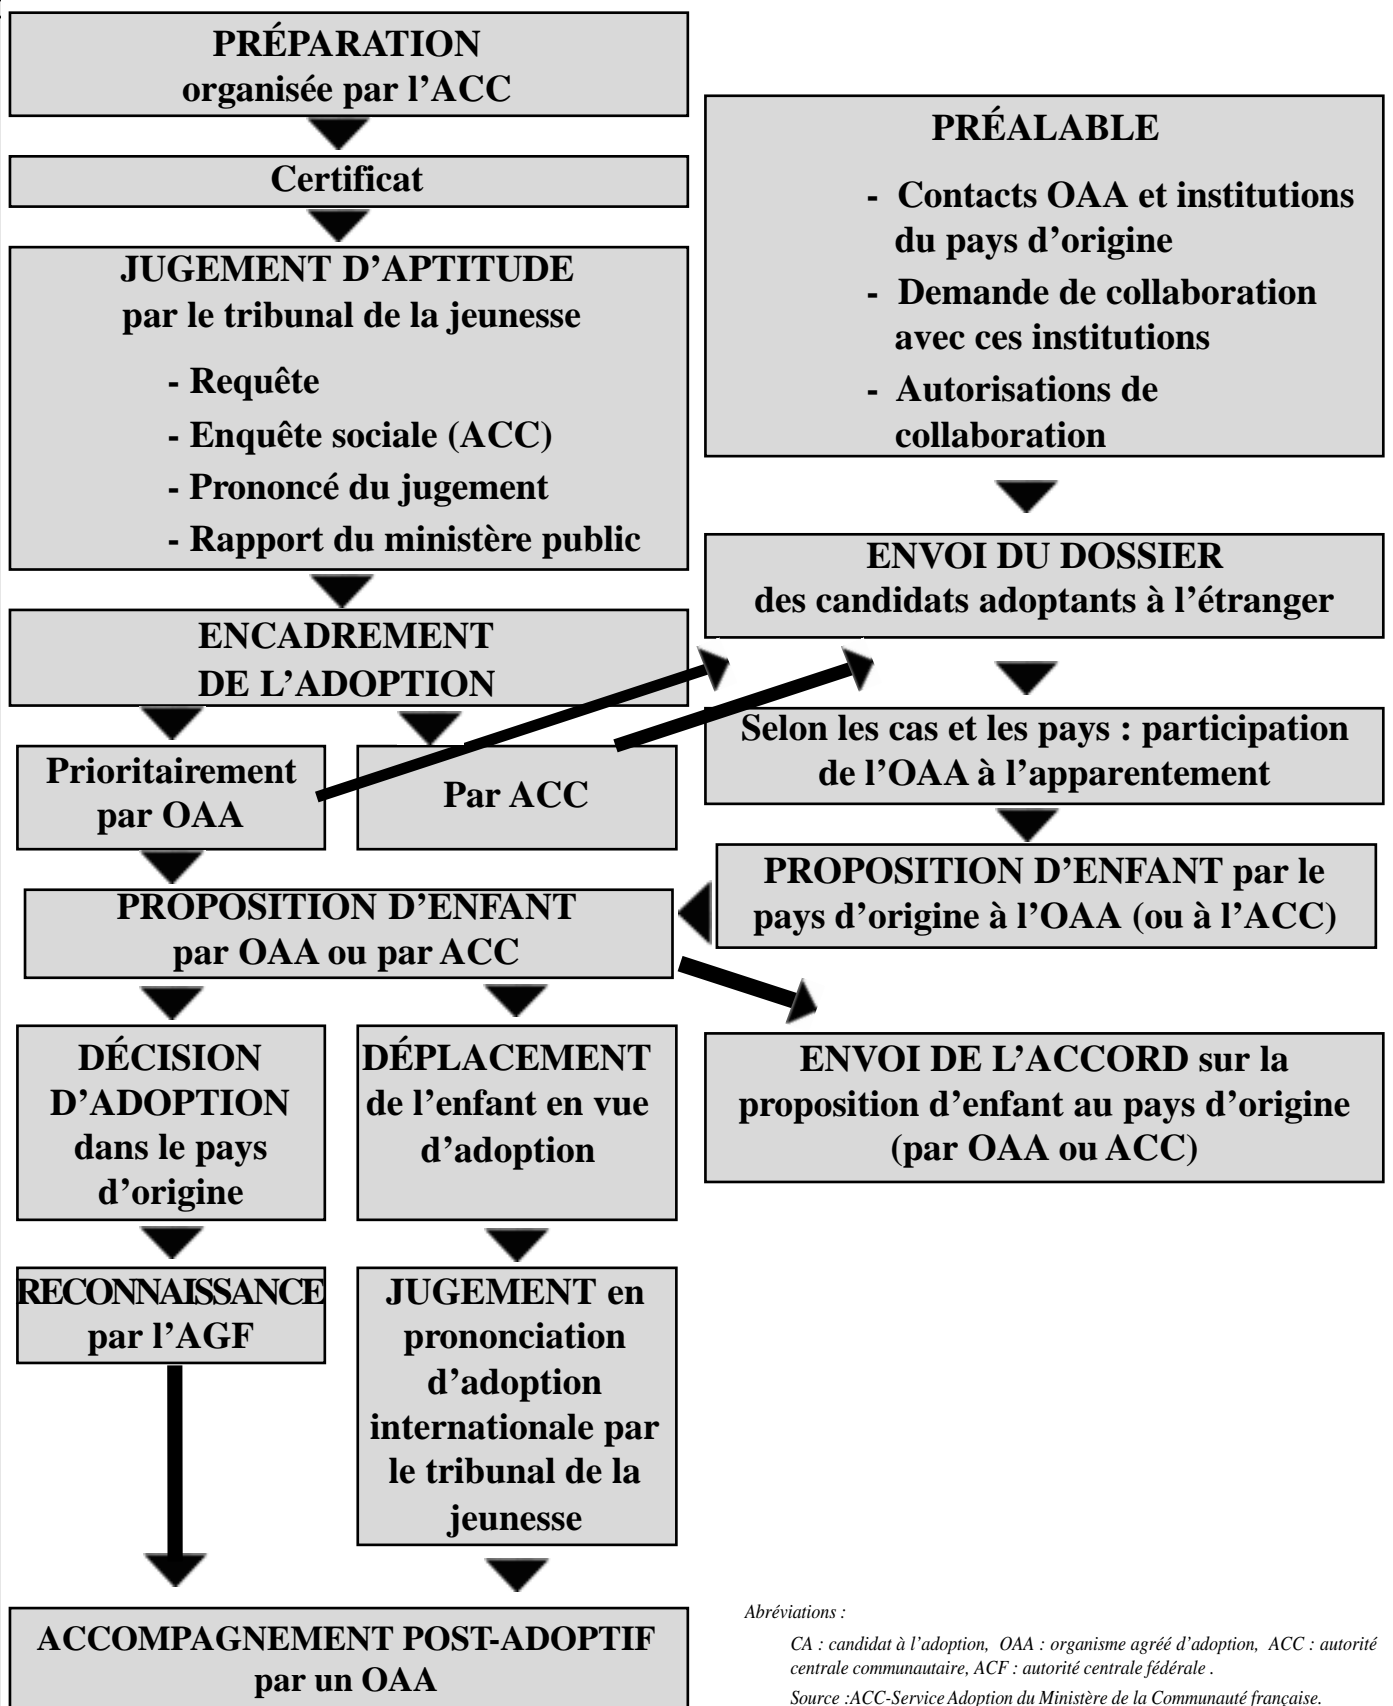 PRÉPARATION
organisée par l’ACC
Certificat
JUGEMENT D’APTITUDE
par le tribunal de la jeunesse
- Requête
- Enquête sociale (ACC)
- Prononcé du jugement
- Rapport du ministère public
ENCADREMENT
DE L’ADOPTION
Prioritairement
par OAA
Par ACC
PRÉALABLE
- Contacts OAA et institutions
du pays d’origine
- Demande de collaboration
avec ces institutions
- Autorisations de
collaboration
ENVOI DU DOSSIER
des candidats adoptants à l’étranger
Selon les cas et les pays : participation
de l’OAA à l’apparentement
PROPOSITION D’ENFANT par le
pays d’origine à l’OAA (ou à l’ACC)
PROPOSITION D’ENFANT
par OAA ou par ACC
ENVOI DE L’ACCORD sur la
proposition d’enfant au pays d’origine
(par OAA ou ACC)
DÉCISION
D’ADOPTION
dans le pays
d’origine
DÉPLACEMENT
de l’enfant en vue
d’adoption
RECONNAISSANCE
par l’AGF
JUGEMENT en
prononciation
d’adoption
internationale par
le tribunal de la
jeunesse
ACCOMPAGNEMENT POST-ADOPTIF
par un OAA
Abréviations :
CA : candidat à l’adoption, OAA : organisme agréé d’adoption, ACC : autorité
centrale communautaire, ACF : autorité centrale fédérale .
Source :ACC-Service Adoption du Ministère de la Communauté française.